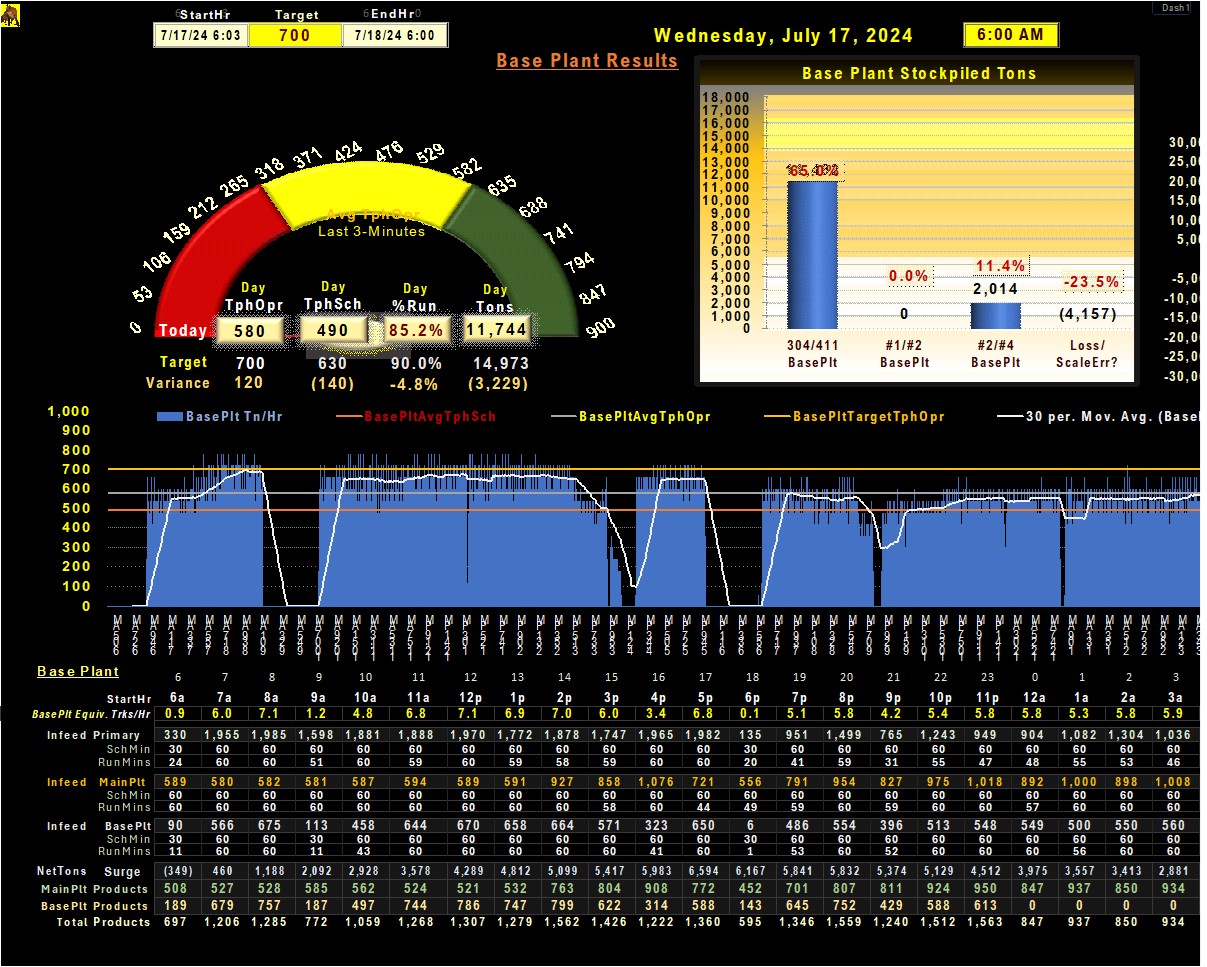 Dash1
StartHr Target EndHr
7/17/24 6:03 700 7/18/24 6:00
Wednesday, July 17, 2024 6:00 AM
Base Plant Results
Base Plant Stockpiled Tons
18,000
17,000
16,000
15,000
14,000
13,000
12,000
11,000
10,000
9,000
8,000
7,000
6,000
5,000
4,000
3,000
2,000
1,000
0
65.0%
0.0%
0
11.4%
2,014
-23.5%
(4,157)
304/411 #1/#2 #2/#4 Loss/
BasePlt BasePlt BasePlt ScaleErr?
30,0
25,0
20,0
15,0
10,0
5,0
-5,0
-10,0
-15,0
-20,0
-25,0
-30,0
0 53 106 159 212 265 318 371 424 476 529 582 635 688 741 794 847 900
Avg TphOpr
Last 3-Minutes
Day Day Day Day
TphOpr TphSch %Run Tons
Today 580 490 85.2% 11,744
Target 700 630 90.0% 14,973
Variance 120 (140) -4.8% (3,229)
BasePlt Tn/Hr BasePltAvgTphSch BasePltAvgTphOpr BasePltTargetTphOpr 30 per. Mov. Avg. (Basel
1,000
900
800
700
600
500
400
300
200
100
0
Base Plant
6 7 8 9 10 11 12 13 14 15 16 17 18 19 20 21 22 23 0 1 2 3
StartHr 6a 7a 8a 9a 10a 11a 12p 1p 2p 3p 4p 5p 6p 7p 8p 9p 10p 11p 12a 1a 2a 3a
BasePlt Equiv. Trks/Hr 0.9 6.0 7.1 1.2 4.8 6.8 7.1 6.9 7.0 6.0 3.4 6.8 0.1 5.1 5.8 4.2 5.4 5.8 5.8 5.3 5.8 5.9
Infeed Primary 330 1,955 1,985 1,598 1,881 1,888 1,970 1,772 1,878 1,747 1,965 1,982 135 951 1,499 765 1,243 949 904 1,082 1,304 1,036
SchMin 30 60 60 60 60 60 60 60 60 60 60 60 30 60 60 60 60 60 60 60 60 60
RunMins 24 60 60 51 60 59 60 59 58 59 60 60 20 41 59 31 55 47 48 55 53 46
Infeed MainPlt 589 580 582 581 587 594 589 591 927 858 1,076 721 556 791 954 827 975 1,018 892 1,000 898 1,008
SchMin 60 60 60 60 60 60 60 60 60 60 60 60 60 60 60 60 60 60 60 60 60 60
RunMins 60 60 60 60 60 60 60 60 60 58 60 44 49 59 60 59 60 60 57 60 60 60
Infeed BasePlt 90 566 675 113 458 644 670 658 664 571 323 650 6 486 554 396 513 548 549 500 550 560
SchMin 30 60 60 30 60 60 60 60 60 60 60 60 30 60 60 60 60 60 60 60 60 60
RunMins 11 60 60 11 43 60 60 60 60 60 41 60 1 53 60 52 60 60 60 56 60 60
NetTons Surge (349) 460 1,188 2,092 2,928 3,578 4,289 4,812 5,099 5,417 5,983 6,594 6,167 5,841 5,832 5,374 5,129 4,512 3,975 3,557 3,413 2,881
MainPlt Products 508 527 528 585 562 524 521 532 763 804 908 772 452 701 807 811 924 950 847 937 850 934
BasePlt Products 189 679 757 187 497 744 786 747 799 622 314 588 143 645 752 429 588 613 0 0 0 0
Total Products 697 1,206 1,285 772 1,059 1,268 1,307 1,279 1,562 1,426 1,222 1,360 595 1,346 1,559 1,240 1,512 1,563 847 937 850 934